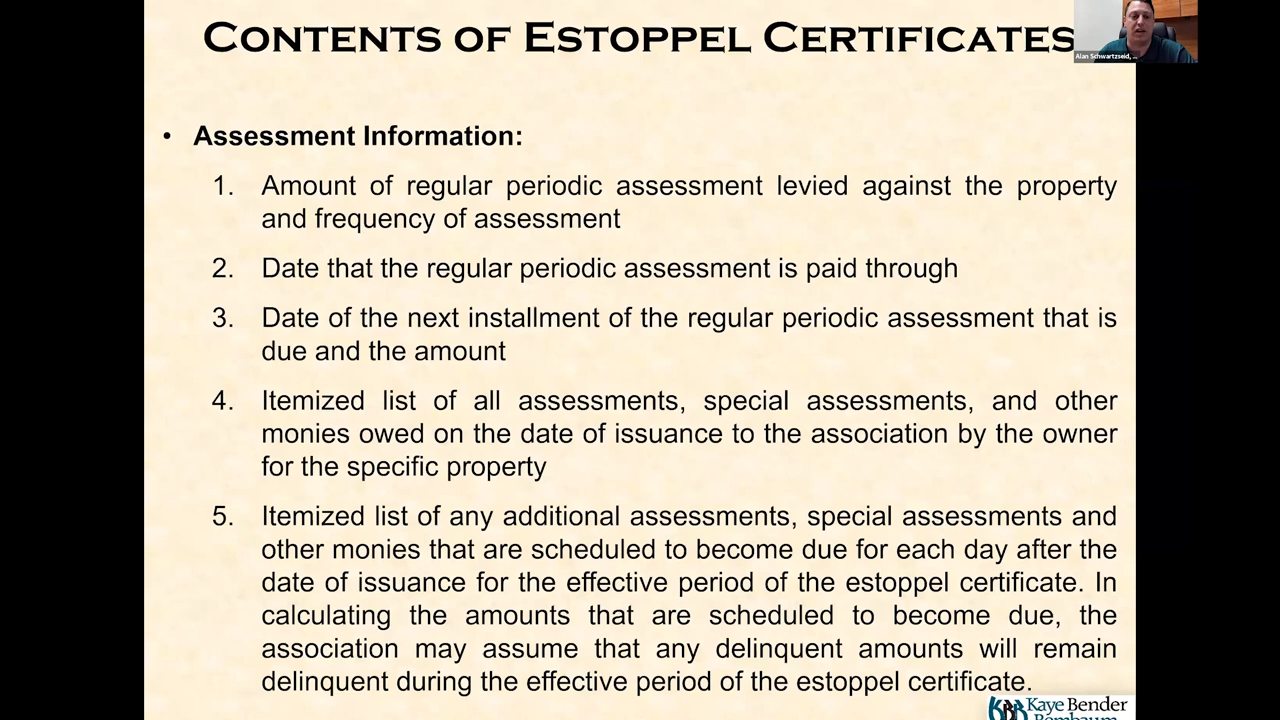 CONTENTS OF ESTOPPEL CERTIFICATES
Alan Schwartzseid, ...
• Assessment Information:
1. Amount of regular periodic assessment levied against the property
and frequency of assessment
2. Date that the regular periodic assessment is paid through
3. Date of the next installment of the regular periodic assessment that is
due and the amount
4. Itemized list of all assessments, special assessments, and other
monies owed on the date of issuance to the association by the owner
for the specific property
5. Itemized list of any additional assessments, special assessments and
other monies that are scheduled to become due for each day after the
date of issuance for the effective period of the estoppel certificate. In
calculating the amounts that are scheduled to become due, the
association may assume that any delinquent amounts will remain
delinquent during the effective period of the estoppel certificate.
KBR Kaye Bender
Rembaum